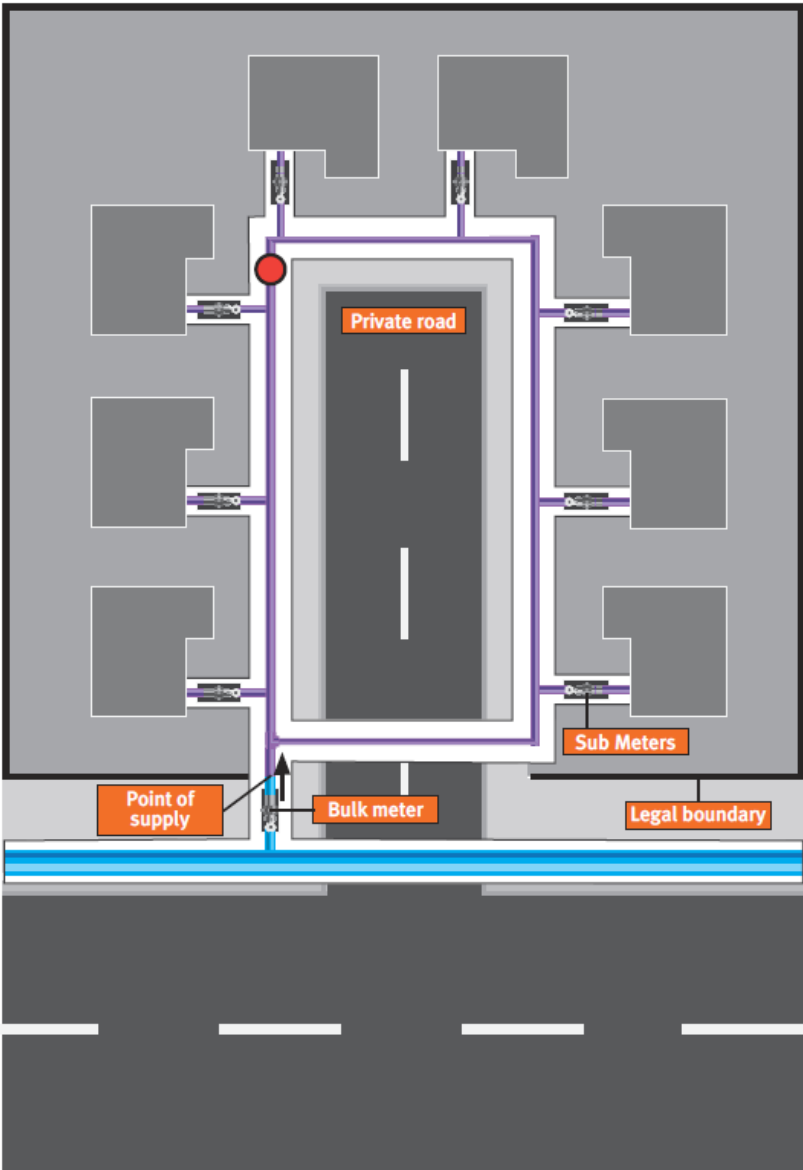 Private road
Sub Meters
Point of
supply
Bulk meter
Legal boundary